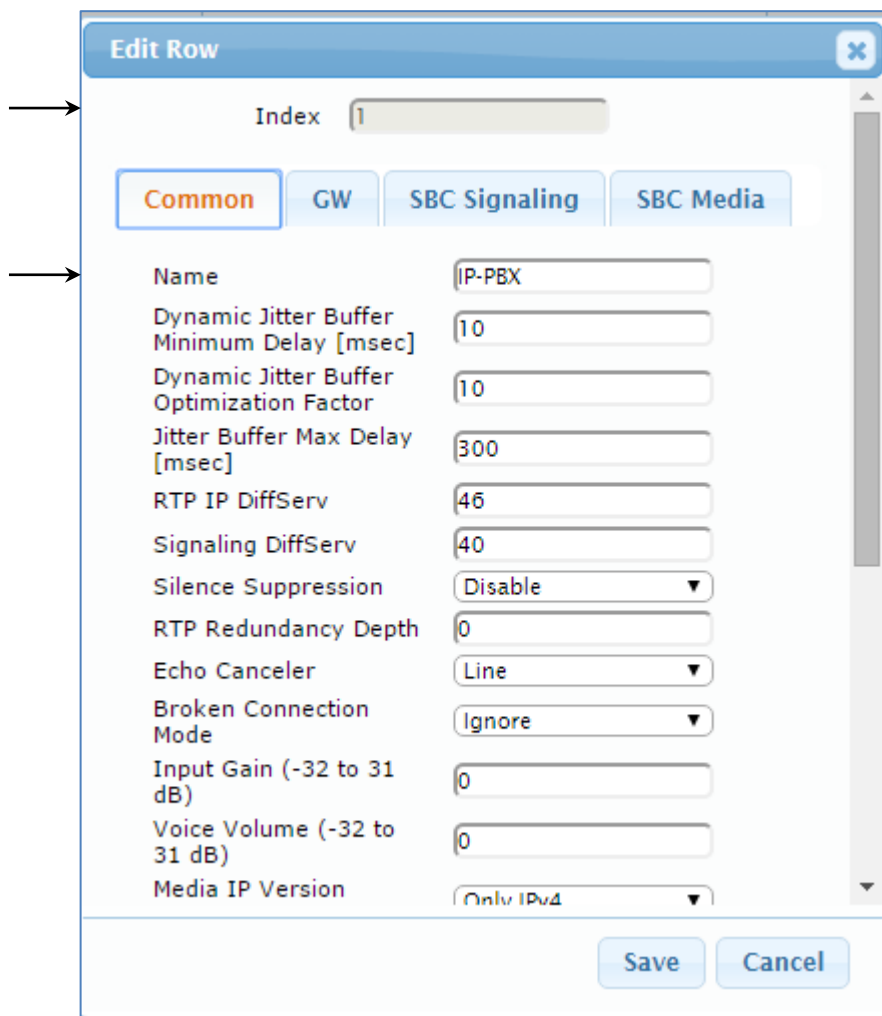 Edit Row
Index 1
Common GW SBC Signaling SBC Media
Name IP-PBX
Dynamic Jitter Buffer
Minimum Delay [msec] 10
Dynamic Jitter Buffer
Optimization Factor 10
Jitter Buffer Max Delay
[msec] 300
RTP IP DiffServ 46
Signaling DiffServ 40
Silence Suppression Disable
RTP Redundancy Depth 0
Echo Canceler Line
Broken Connection
Mode Ignore
Input Gain (-32 to 31
dB) 0
Voice Volume (-32 to
31 dB) 0
Media IP Version Only IPv4
Save Cancel